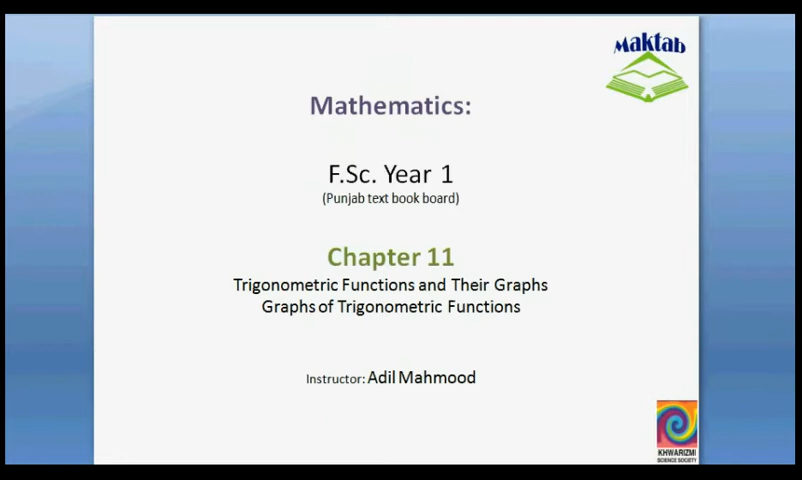 Maktab
Mathematics:
F.Sc. Year 1
(Punjab text book board)
Chapter 11
Trigonometric Functions and Their Graphs
Graphs of Trigonometric Functions
Instructor: Adil Mahmood
KHWARIZMI
SCIENCE SOCIETY